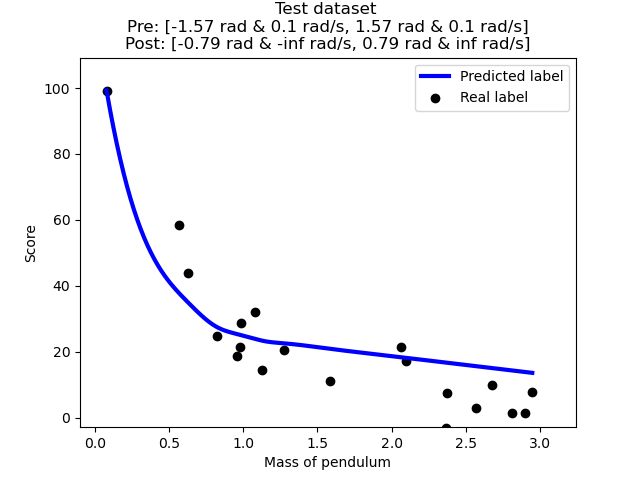 Test dataset
Pre: [-1.57 rad & 0.1 rad/s, 1.57 rad & 0.1 rad/s]
Post: [-0.79 rad & -inf rad/s, 0.79 rad & inf rad/s]
Predicted label
Real label
100
80
60
40
20
0
Score
0.0 0.5 1.0 1.5 2.0 2.5 3.0
Mass of pendulum